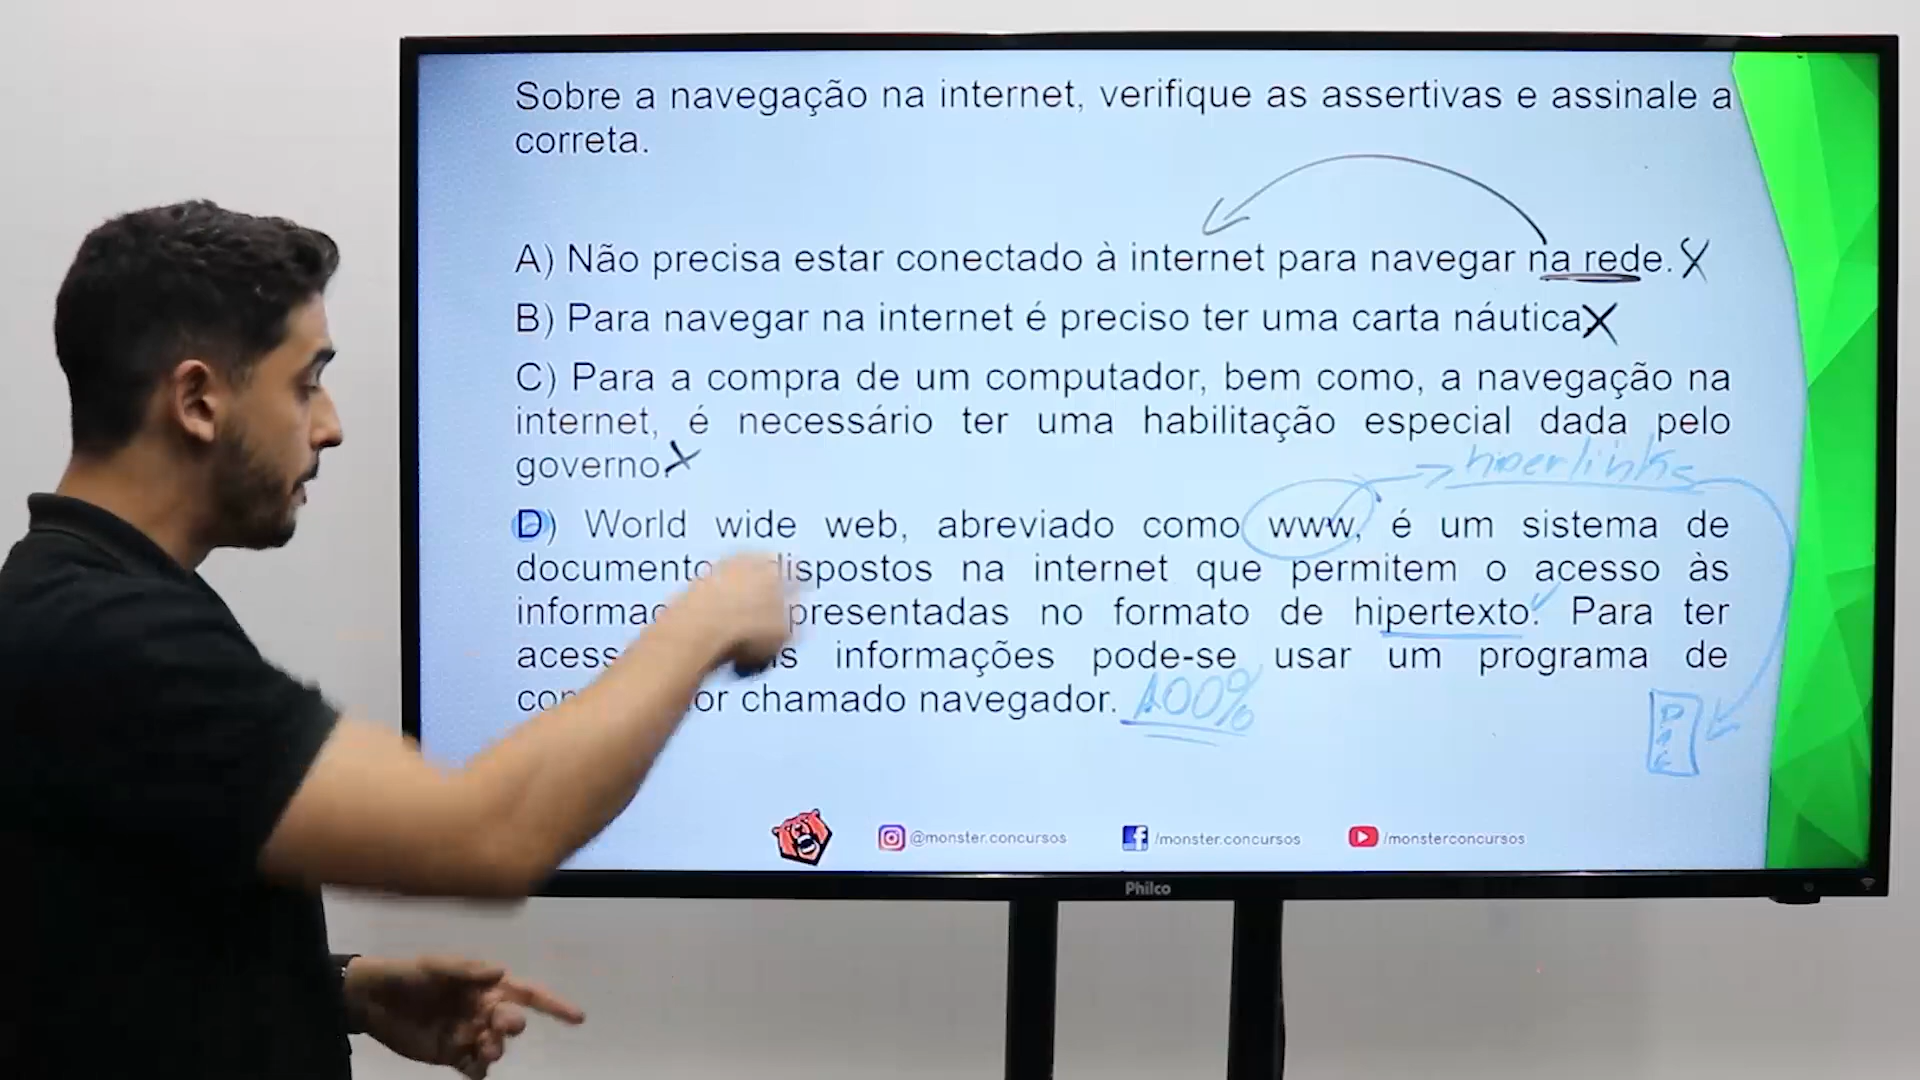 Sobre a navegação na internet, verifique as assertivas e assinale a
correta.
A) Não precisa estar conectado à internet para navegar na rede. X
B) Para navegar na internet é preciso ter uma carta náutica. X
C) Para a compra de um computador, bem como, a navegação na
internet, é necessário ter uma habilitação especial dada pelo
governo. X
hiperlinks
D) World wide web, abreviado como www, é um sistema de
dispostos na internet que permitem o acesso às
no formato de hipertexto. Para ter
informações pode-se usar um programa de
chamado navegador. 100%
@monster.concursos /monster.concursos /monsterconcursos
Philco